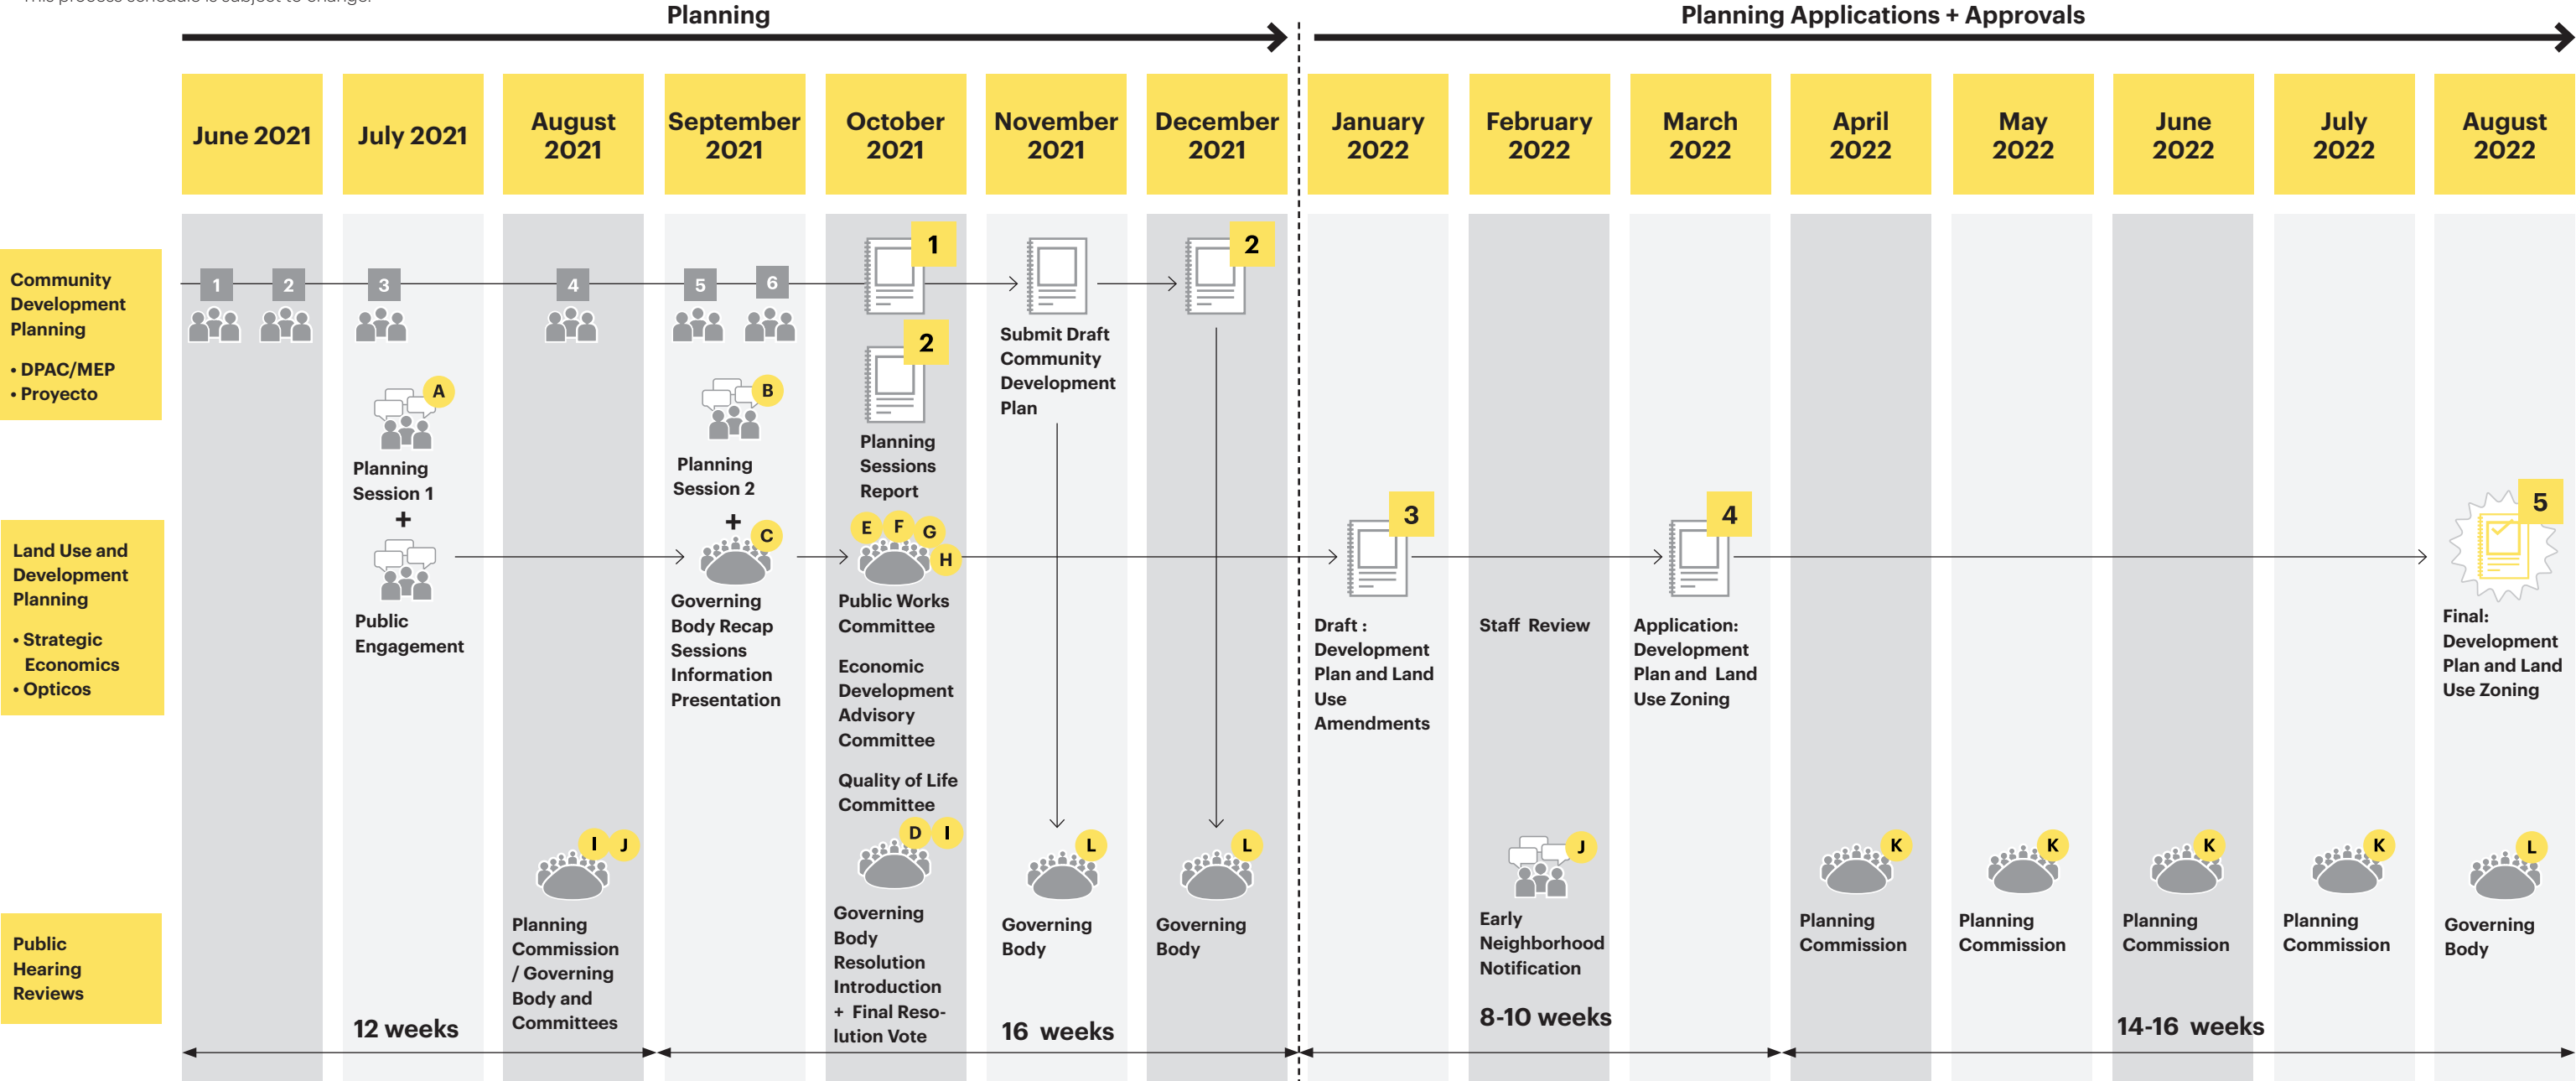 This process schedule is subject to change.
Planning
Planning Applications + Approvals
June 2021
July 2021
August
2021
September
2021
October
2021
November
2021
December
2021
January
2022
February
2022
March
2022
April
2022
May
2022
June
2022
July
2022
August
2022
Community
Development
Planning
• DPAC/MEP
• Proyecto
1
2
3
4
5
6
1
2
Submit Draft
Community
Development
Plan
2
A
Planning
Session 1
+
B
Planning
Session 2
+
Planning
Sessions
Report
Land Use and
Development
Planning
• Strategic
Economics
• Opticos
Public
Engagement
C
Governing
Body Recap
Sessions
Information
Presentation
E F G
H
Public Works
Committee
Economic
Development
Advisory
Committee
Quality of Life
Committee
3
Draft :
Development
Plan and Land
Use
Amendments
Staff Review
4
Application:
Development
Plan and Land
Use Zoning
5
Final:
Development
Plan and Land
Use Zoning
Public
Hearing
Reviews
I J
Planning
Commission
/ Governing
Body and
Committees
D I
Governing
Body
Resolution
Introduction
+ Final Reso-
lution Vote
L
Governing
Body
L
Governing
Body
J
Early
Neighborhood
Notification
K
Planning
Commission
K
Planning
Commission
K
Planning
Commission
K
Planning
Commission
L
Governing
Body
12 weeks
16 weeks
8-10 weeks
14-16 weeks